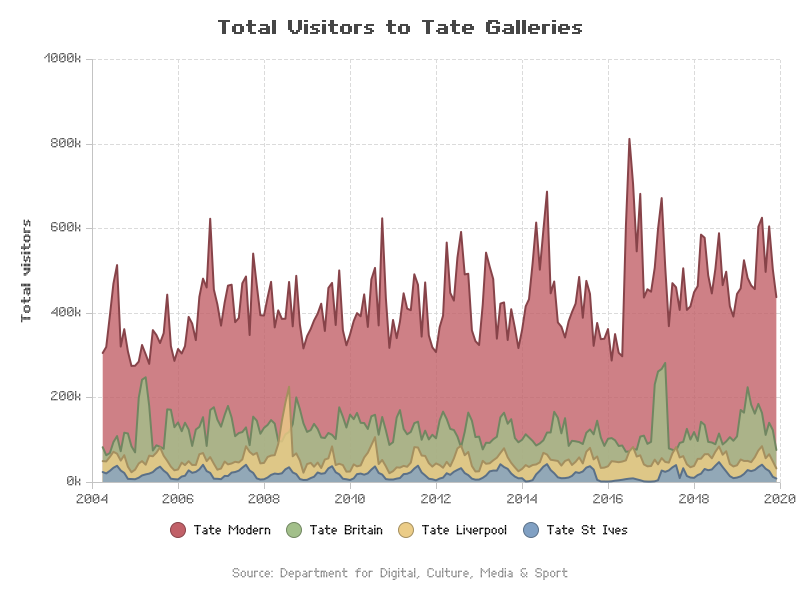 Total Visitors to Tate Galleries
1000k
800k
600k
400k
200k
0k
Total visitors
2004 2006 2008 2010 2012 2014 2016 2018 2020
Tate Modern Tate Britain Tate Liverpool Tate St Ives
Source: Department for Digital, Culture, Media & Sport